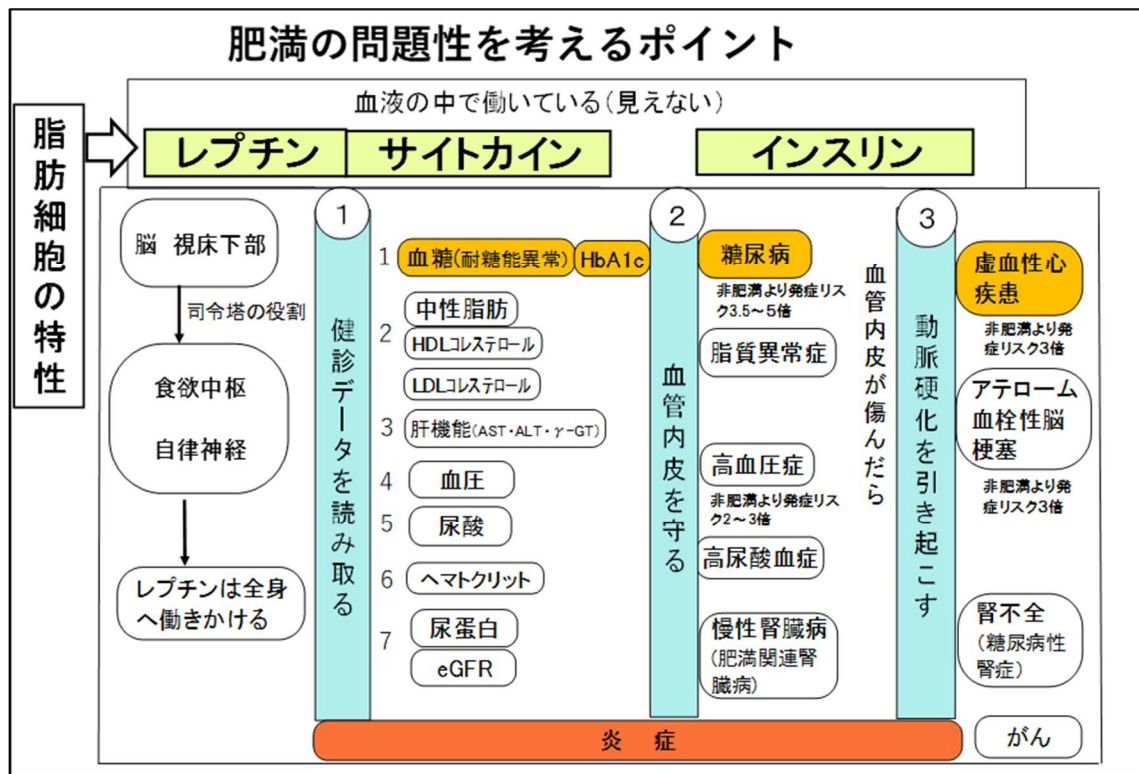 肥満の問題性を考えるポイント
脂肪細胞の特性
血液の中で働いている(見えない)
レプチン
サイトカイン
インスリン
脳 視床下部
司令塔の役割
食欲中枢
自律神経
レプチンは全身
へ働きかける
1
健診データを読み取る
1
血糖(耐糖能異常)
HbA1c
2
中性脂肪
HDLコレステロール
LDLコレステロール
3
肝機能(AST・ALT・γ-GT)
4
血圧
5
尿酸
6
ヘマトクリット
7
尿蛋白
eGFR
2
血管内皮を守る
糖尿病
非肥満より発症リス
ク3.5~5倍
脂質異常症
高血圧症
非肥満より発症リス
ク2~3倍
高尿酸血症
慢性腎臓病
(肥満関連腎
臓病)
血管内皮が傷んだら
3
動脈硬化を引き起こす
虚血性心
疾患
非肥満より発
症リスク3倍
アテローム
血栓性脳
梗塞
非肥満より発
症リスク3倍
腎不全
(糖尿病性
腎症)
がん
炎 症